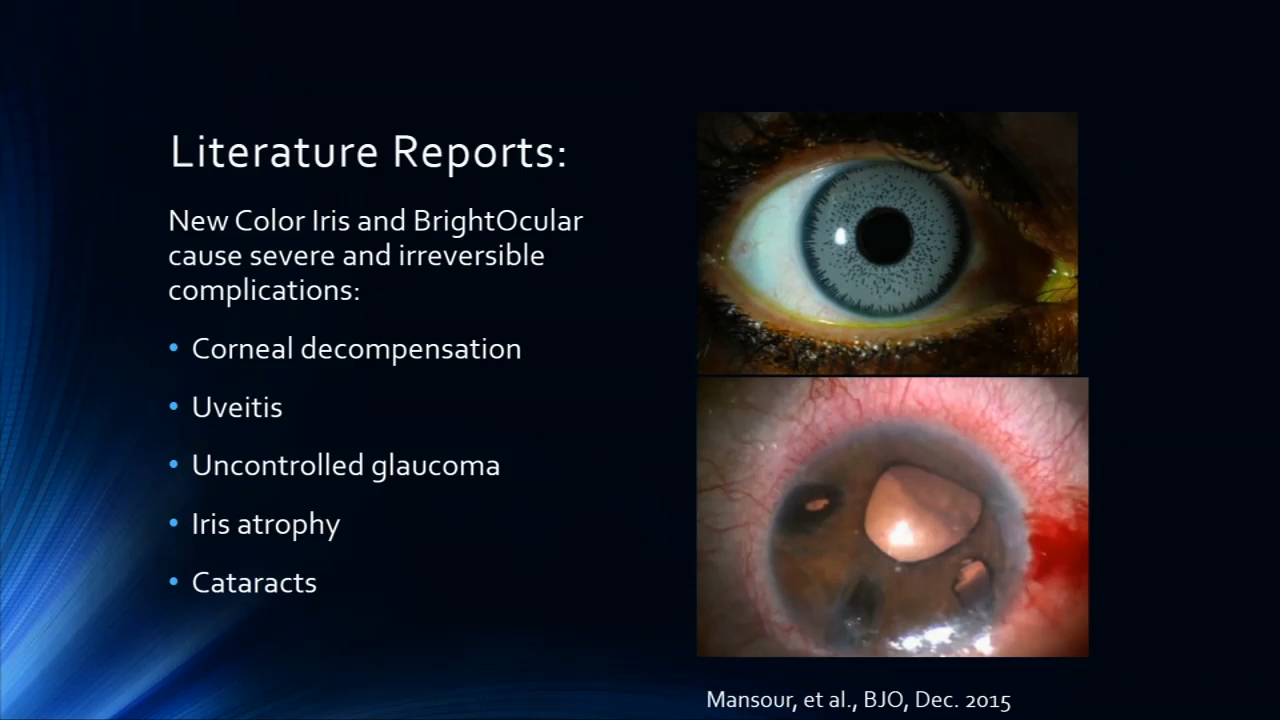 Literature Reports:
New Color Iris and BrightOcular
cause severe and irreversible
complications:
• Corneal decompensation
• Uveitis
• Uncontrolled glaucoma
• Iris atrophy
• Cataracts
Mansour, et al., BJO, Dec. 2015